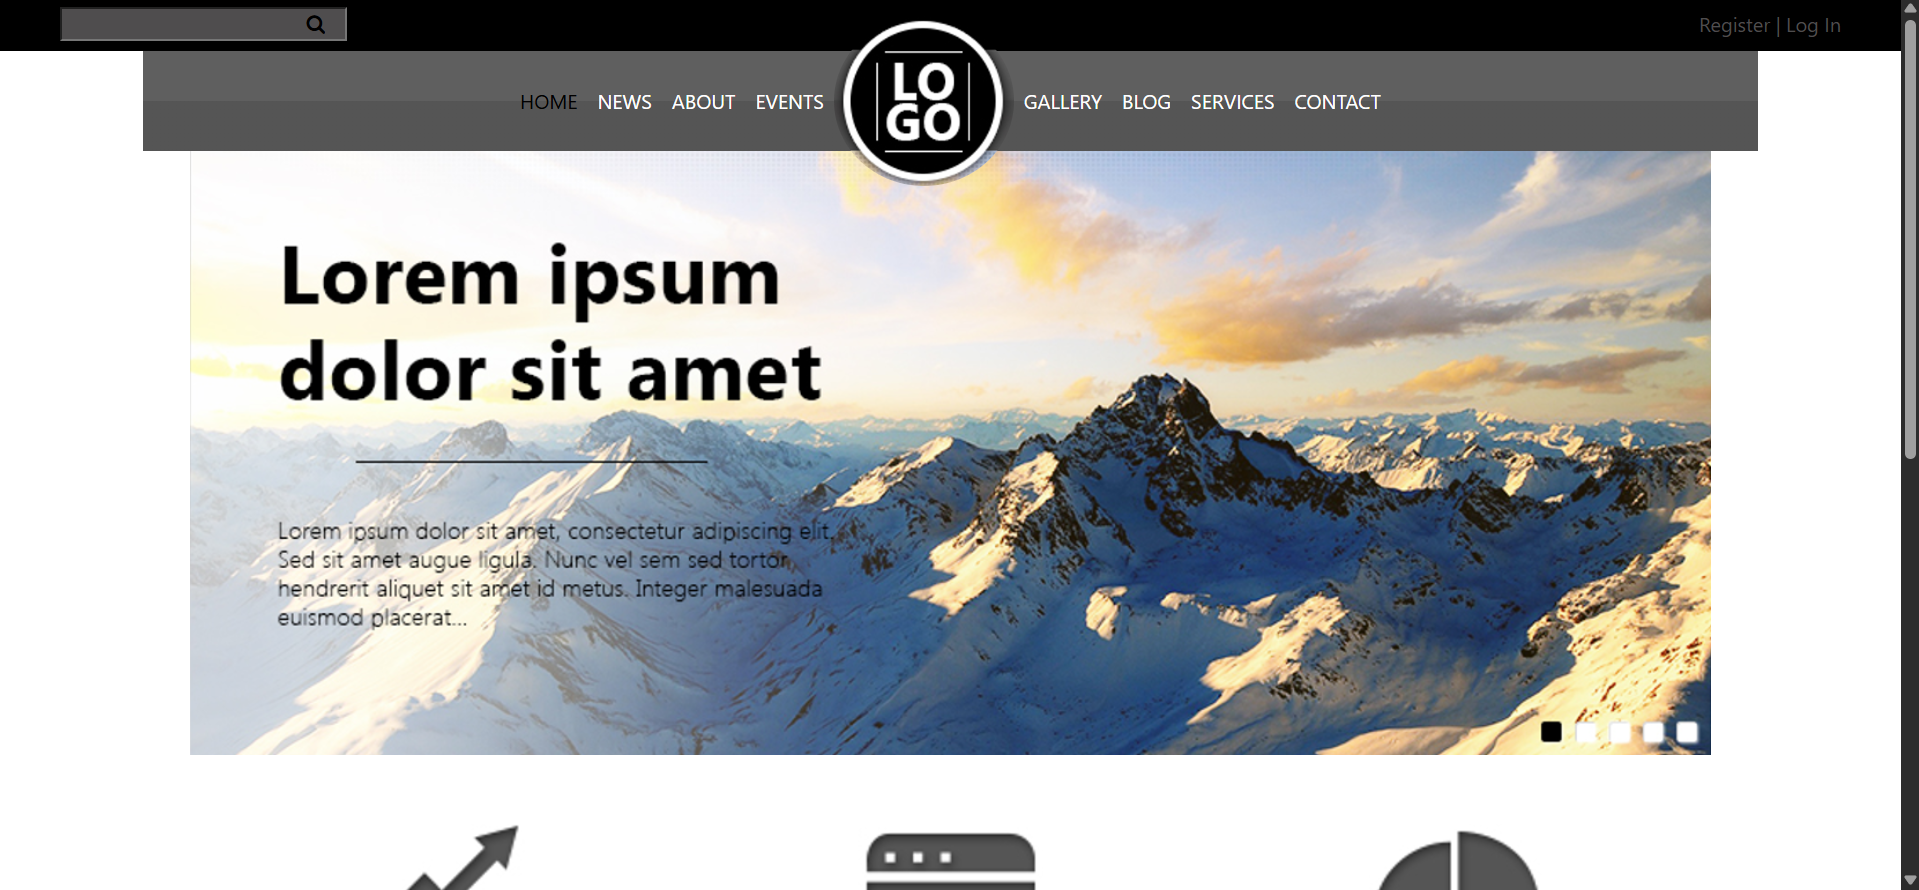 Register | Log In
HOME NEWS ABOUT EVENTS
LO
GO
GALLERY BLOG SERVICES CONTACT
Lorem ipsum
dolor sit amet
Lorem ipsum dolor sit amet, consectetur adipiscing elit.
Sed sit amet augue ligula. Nunc vel sem sed tortor
hendrerit aliquet sit amet id metus. Integer malesuada
euismod placerat...